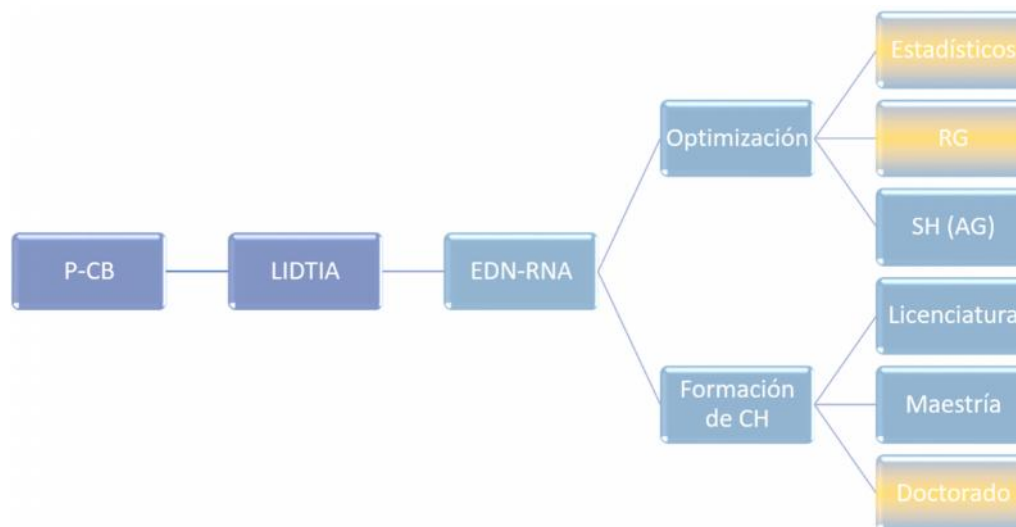 P-CB
LIDTIA
EDN-RNA
Optimización
Estadísticos
RG
SH (AG)
Formación
de CH
Licenciatura
Maestría
Doctorado